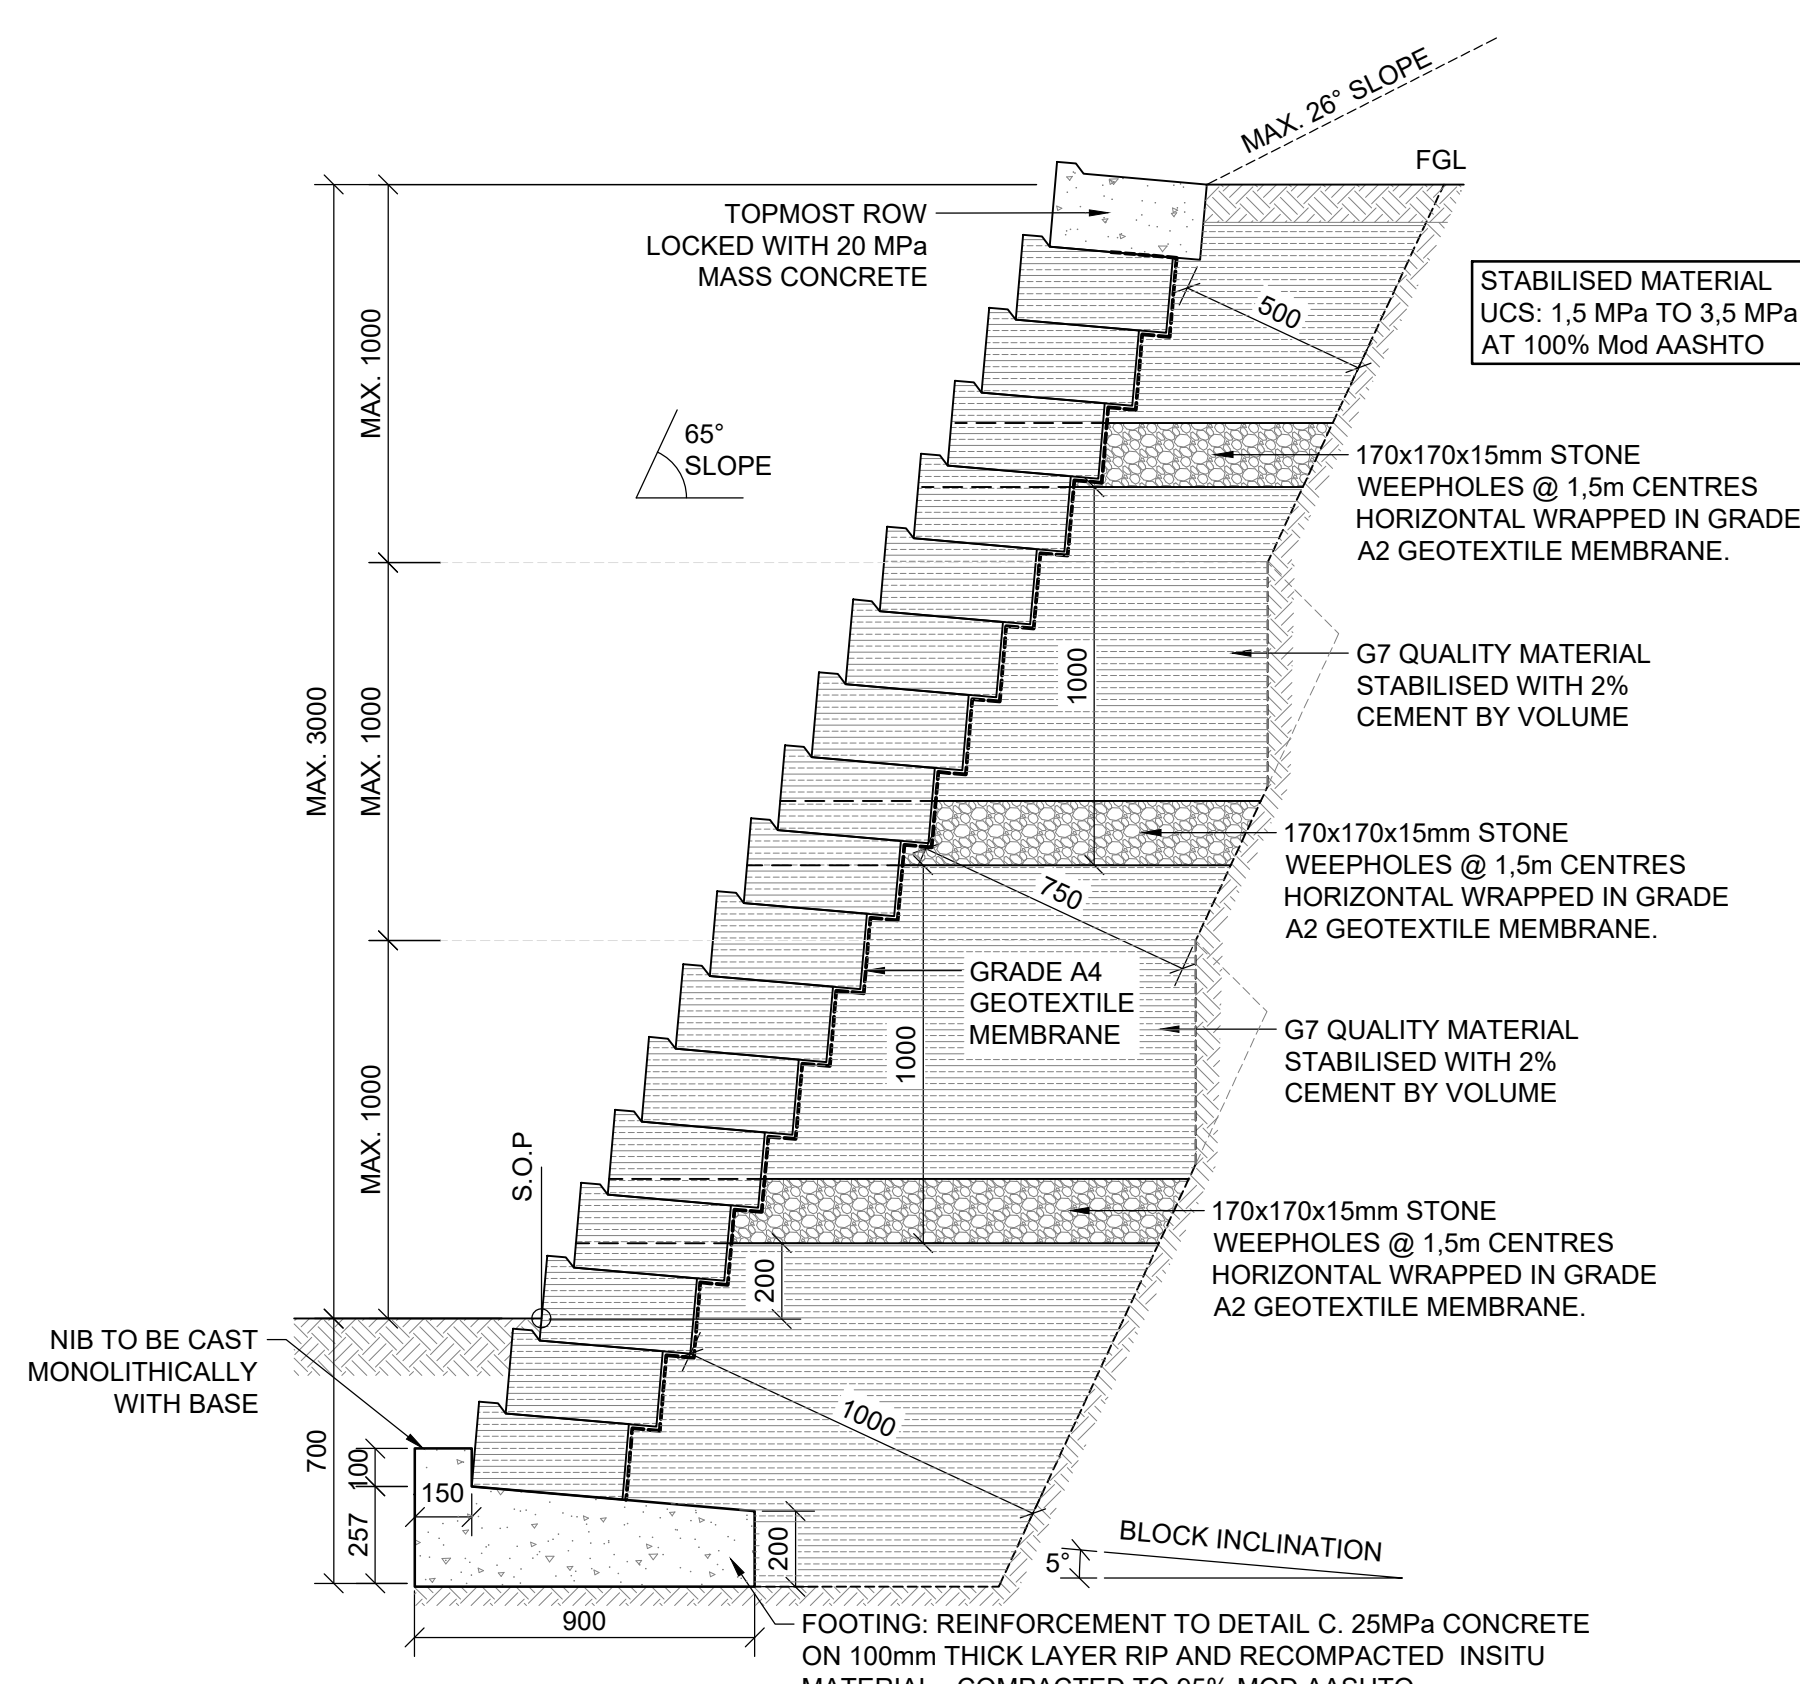 MAX. 26° SLOPE
FGL
TOPMOST ROW
LOCKED WITH 20 MPa
MASS CONCRETE
STABILISED MATERIAL
UCS: 1,5 MPa TO 3,5 MPa
AT 100% Mod AASHTO
500
MAX. 1000
65°
SLOPE
170x170x15mm STONE
WEEPHOLES @ 1,5m CENTRES
HORIZONTAL WRAPPED IN GRADE
A2 GEOTEXTILE MEMBRANE.
MAX. 3000
MAX. 1000
1000
G7 QUALITY MATERIAL
STABILISED WITH 2%
CEMENT BY VOLUME
170x170x15mm STONE
WEEPHOLES @ 1,5m CENTRES
HORIZONTAL WRAPPED IN GRADE
A2 GEOTEXTILE MEMBRANE.
750
GRADE A4
GEOTEXTILE
MEMBRANE
1000
G7 QUALITY MATERIAL
STABILISED WITH 2%
CEMENT BY VOLUME
MAX. 1000
S.O.P
170x170x15mm STONE
WEEPHOLES @ 1,5m CENTRES
HORIZONTAL WRAPPED IN GRADE
A2 GEOTEXTILE MEMBRANE.
200
NIB TO BE CAST
MONOLITHICALLY
WITH BASE
1000
700
100
150
257
200
BLOCK INCLINATION
5°
900
FOOTING: REINFORCEMENT TO DETAIL C. 25MPa CONCRETE
ON 100mm THICK LAYER RIP AND RECOMPACTED INSITU
MATERIAL - COMPACTED TO 95% MOD AASHTO